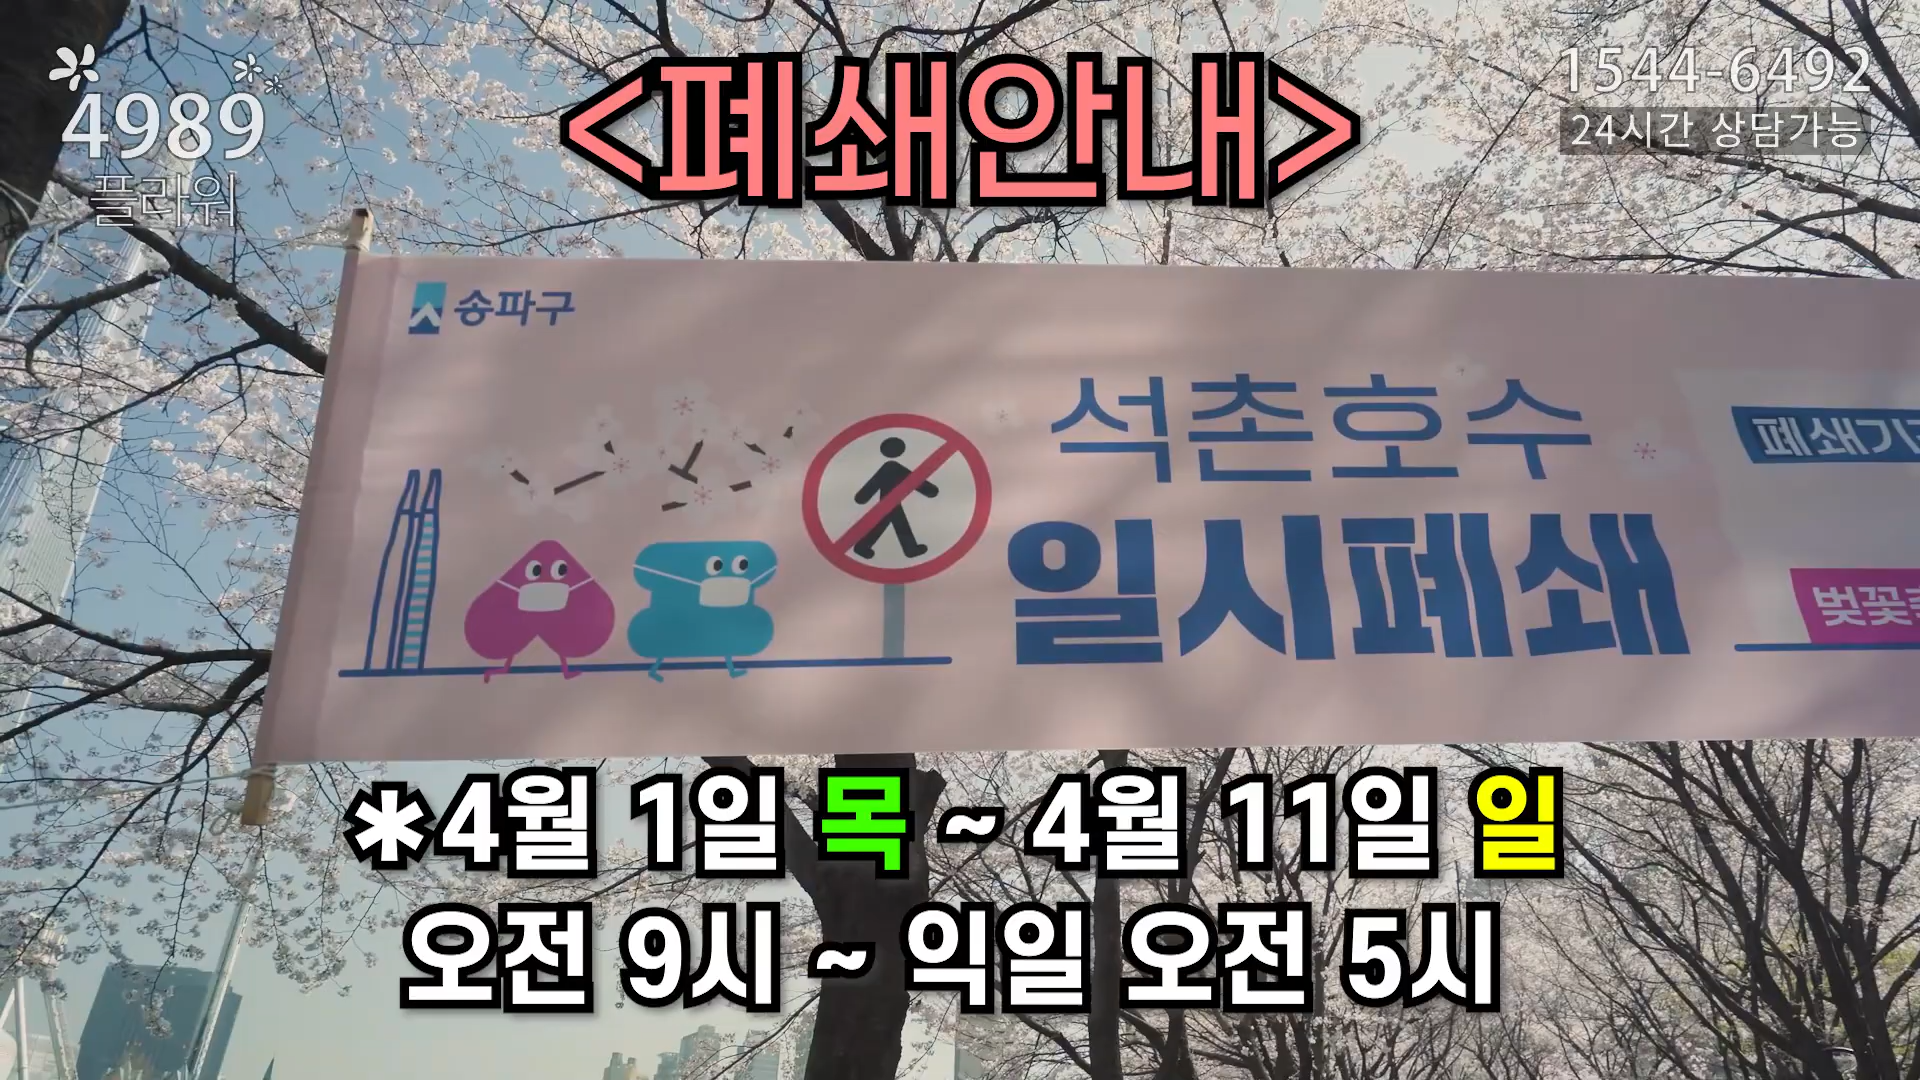 4989
플라워
<폐쇄안내>
1544-6492
24시간 상담가능
송파구
석촌호수
일시폐쇄
*4월 1일 목 ~ 4월 11일 일
오전 9시 ~ 익일 오전 5시